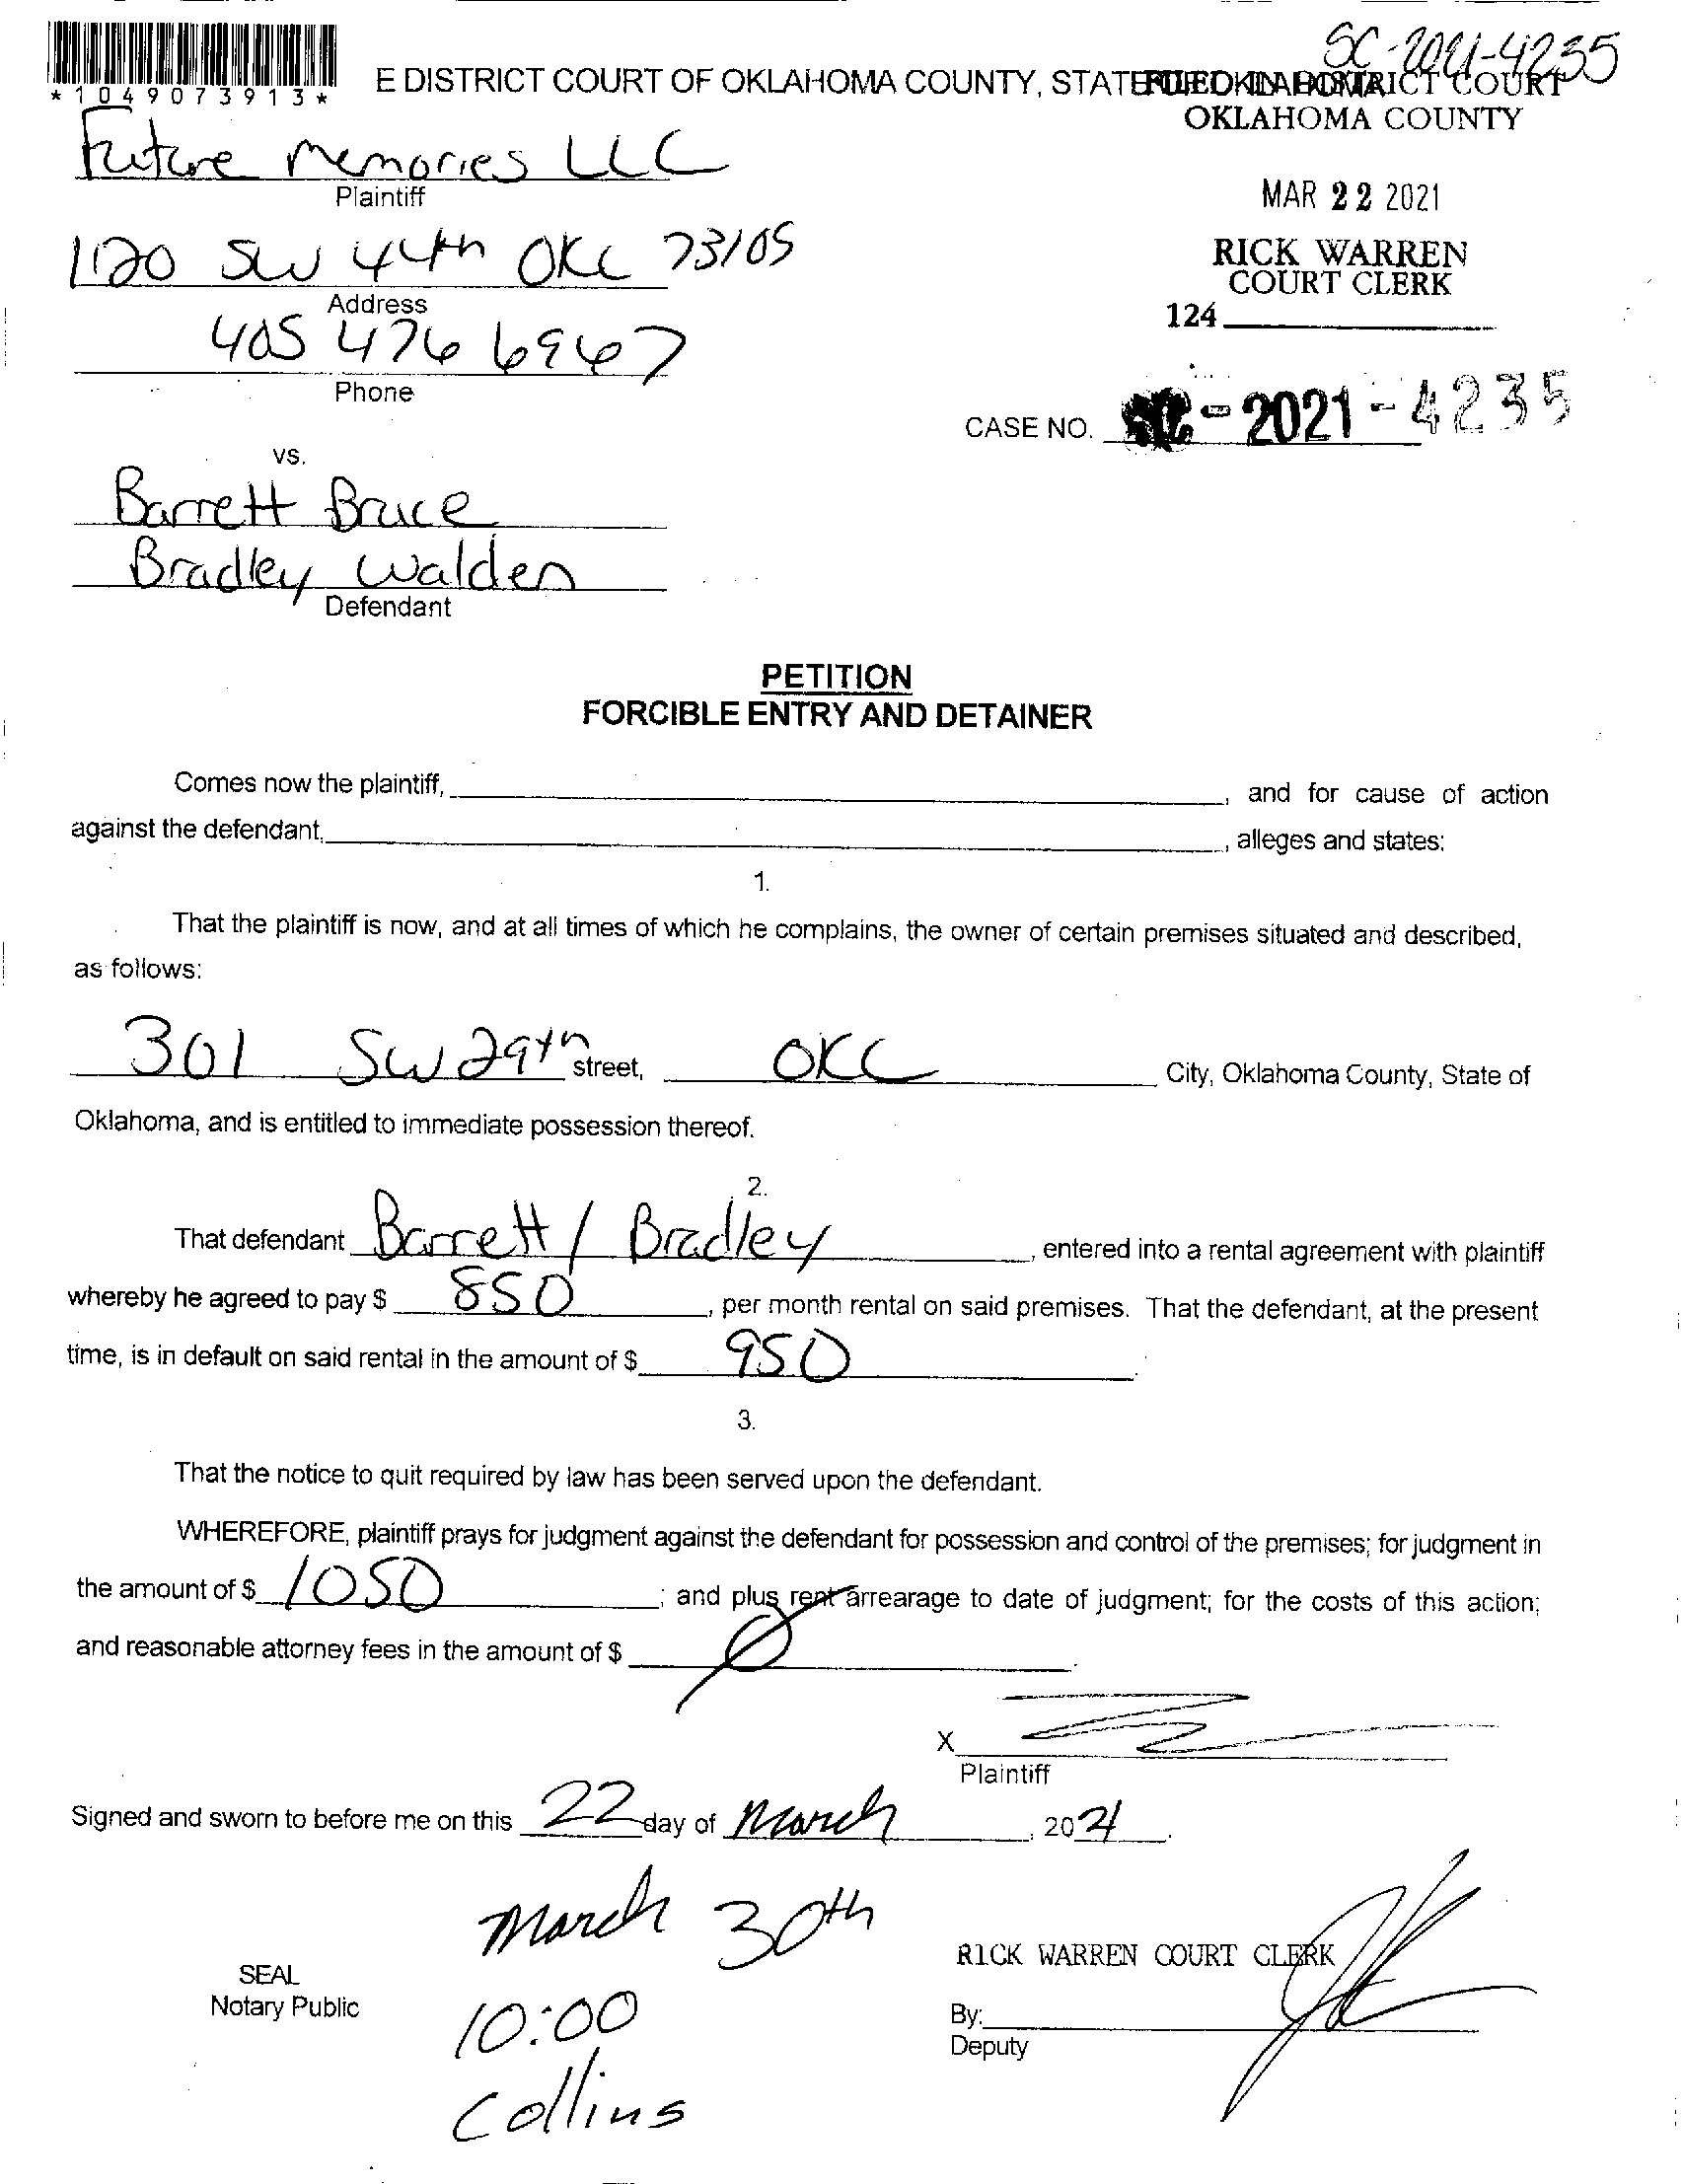 SC-2021-4235
*1049073913*
E DISTRICT COURT OF OKLAHOMA COUNTY, STATE
FILED IN DISTRICT COURT
OKLAHOMA COUNTY
Future Memories LLC
Plaintiff
MAR 22 2021
1120 SW 44th OKC 73109
Address
RICK WARREN
COURT CLERK
124
405 476 6967
Phone
CASE NO. SC-2021-4235
vs.
Barrett Bruce
Bradley Walden
Defendant
PETITION
FORCIBLE ENTRY AND DETAINER
Comes now the plaintiff, , and for cause of action
against the defendant, , alleges and states:
1.
That the plaintiff is now, and at all times of which he complains, the owner of certain premises situated and described,
as follows:
301 SW 29th street, OKC City, Oklahoma County, State of
Oklahoma, and is entitled to immediate possession thereof.
2.
That defendant Barrett / Bradley , entered into a rental agreement with plaintiff
whereby he agreed to pay $ 850 , per month rental on said premises. That the defendant, at the present
time, is in default on said rental in the amount of $ 950 .
3.
That the notice to quit required by law has been served upon the defendant.
WHEREFORE, plaintiff prays for judgment against the defendant for possession and control of the premises; for judgment in
the amount of $ 1050 ; and plus rent arrearage to date of judgment; for the costs of this action;
and reasonable attorney fees in the amount of $ 0 .
X
Plaintiff
Signed and sworn to before me on this 22 day of March , 2021 .
March 30th
RICK WARREN COURT CLERK
SEAL
Notary Public
10:00
By:
Deputy
Collins